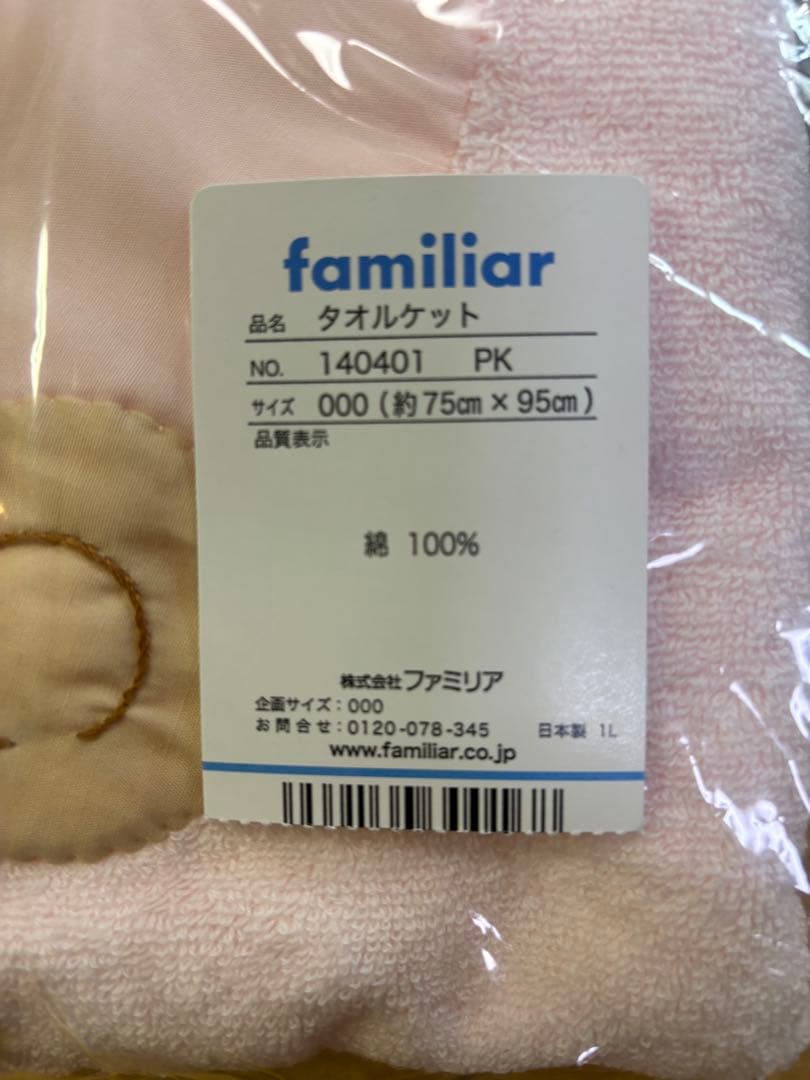 familiar
品名 タオルケット
NO. 140401 PK
サイズ 000 (約75㎝×95㎝)
品質表示
綿 100%
株式会社ファミリア
企画サイズ:000
お問合せ:0120-078-345 日本製 1L
www.familiar.co.jp